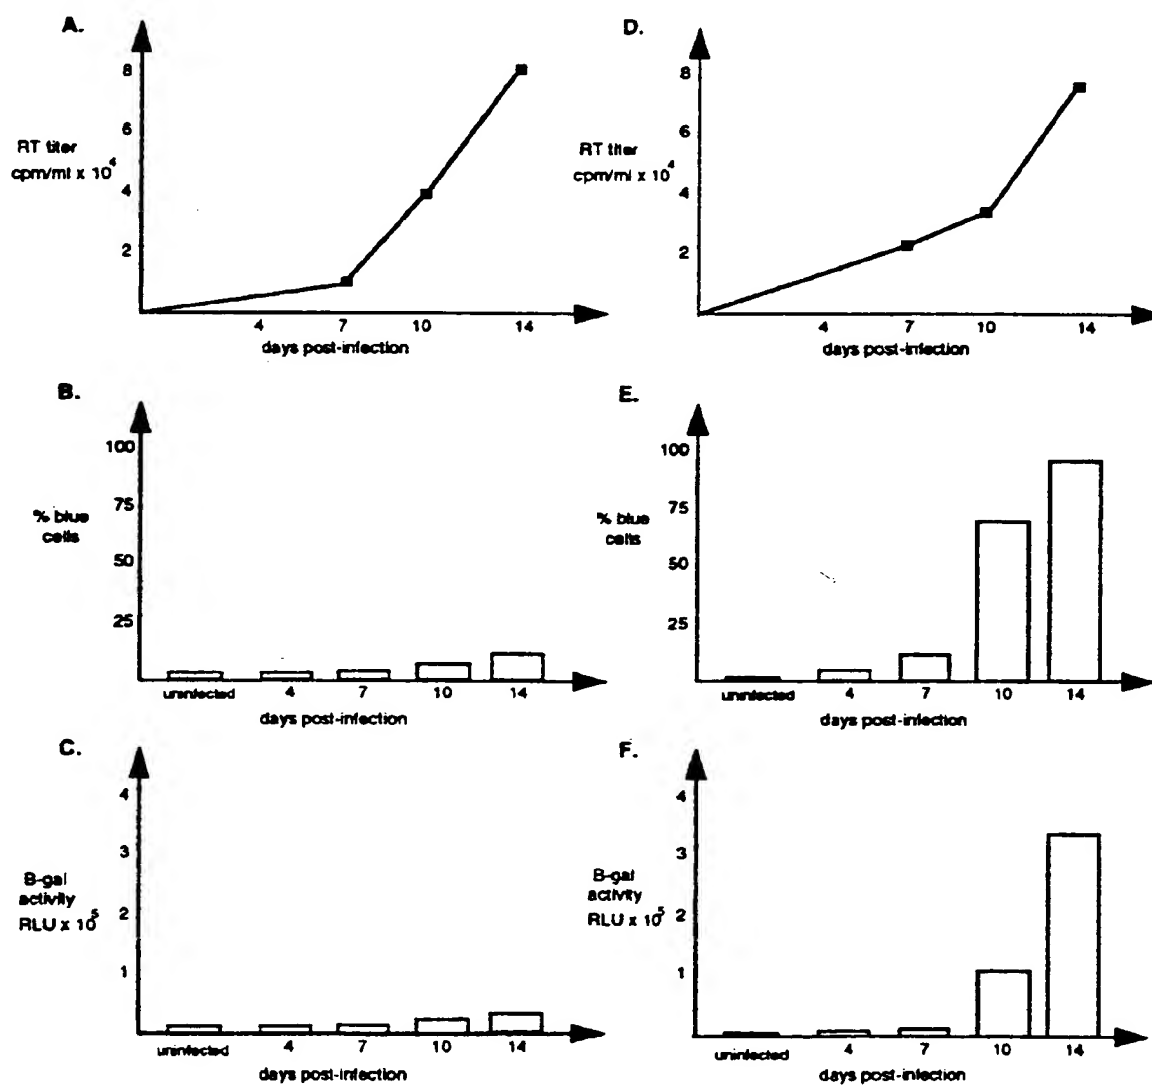 A.
8
6
4
2
RT titer
cpm/ml x 10^4
4 7 10 14
days post-infection
D.
8
6
4
2
RT titer
cpm/ml x 10^4
4 7 10 14
days post-infection
B.
100
75
50
25
% blue
cells
uninfected 4 7 10 14
days post-infection
E.
100
75
50
25
% blue
cells
uninfected 4 7 10 14
days post-infection
C.
4
3
2
1
B-gal
activity
RLU x 10^5
uninfected 4 7 10 14
days post-infection
F.
4
3
2
1
B-gal
activity
RLU x 10^5
uninfected 4 7 10 14
days post-infection